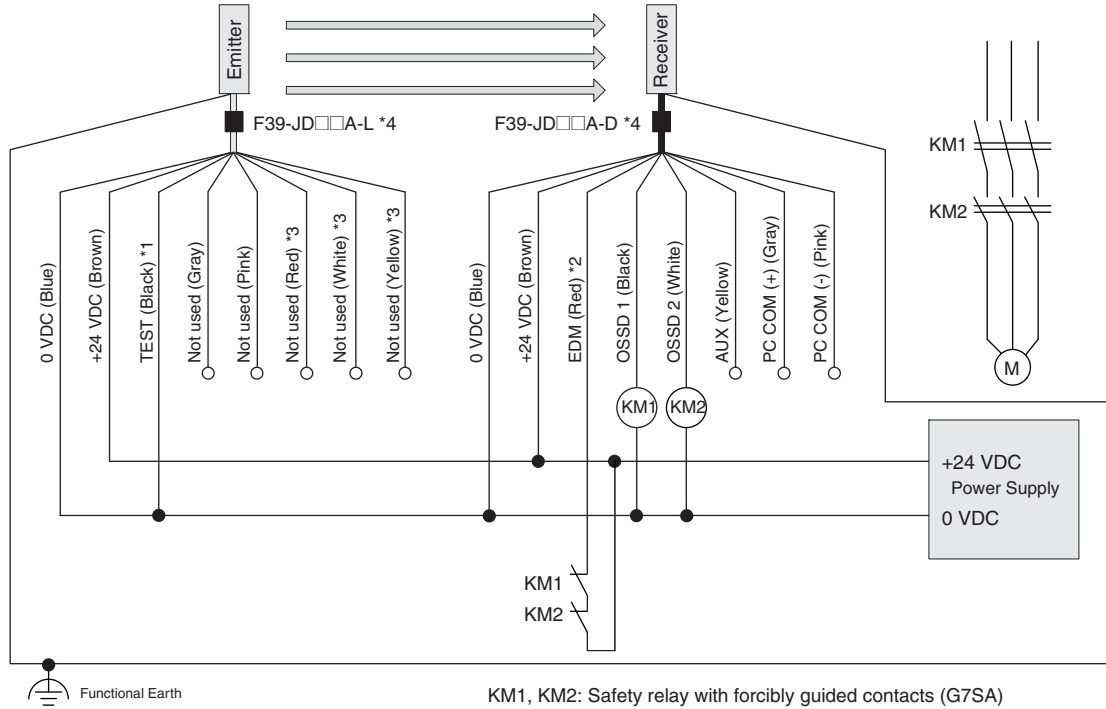 Emitter
Receiver
F39-JD□□A-L *4
F39-JD□□A-D *4
KM1
KM2
M
0 VDC (Blue)
+24 VDC (Brown)
TEST (Black) *1
Not used (Gray)
Not used (Pink)
Not used (Red) *3
Not used (White) *3
Not used (Yellow) *3
0 VDC (Blue)
+24 VDC (Brown)
EDM (Red) *2
OSSD 1 (Black)
OSSD 2 (White)
AUX (Yellow)
PC COM (+) (Gray)
PC COM (-) (Pink)
KM1
KM2
+24 VDC
Power Supply
0 VDC
KM1
KM2
Functional Earth
KM1, KM2: Safety relay with forcibly guided contacts (G7SA)